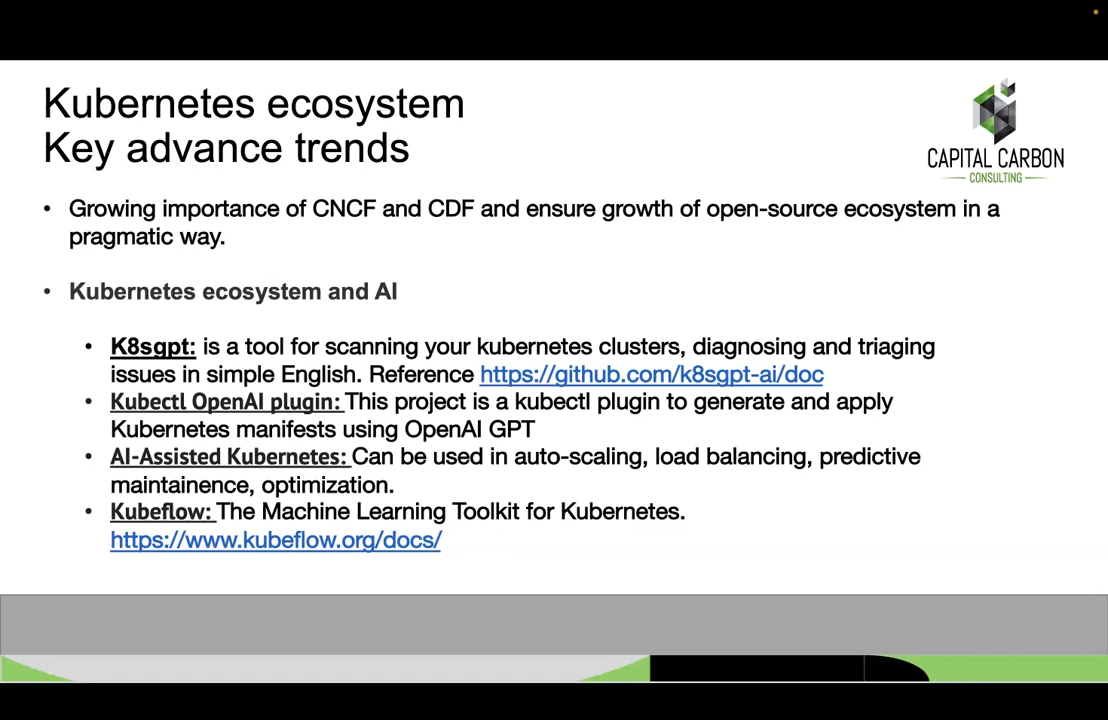 Kubernetes ecosystem
Key advance trends
CAPITAL CARBON
CONSULTING
• Growing importance of CNCF and CDF and ensure growth of open-source ecosystem in a
pragmatic way.
• Kubernetes ecosystem and AI
• K8sgpt: is a tool for scanning your kubernetes clusters, diagnosing and triaging
issues in simple English. Reference https://github.com/k8sgpt-ai/doc
• Kubectl OpenAI plugin: This project is a kubectl plugin to generate and apply
Kubernetes manifests using OpenAI GPT
• AI-Assisted Kubernetes: Can be used in auto-scaling, load balancing, predictive
maintainence, optimization.
• Kubeflow: The Machine Learning Toolkit for Kubernetes.
https://www.kubeflow.org/docs/